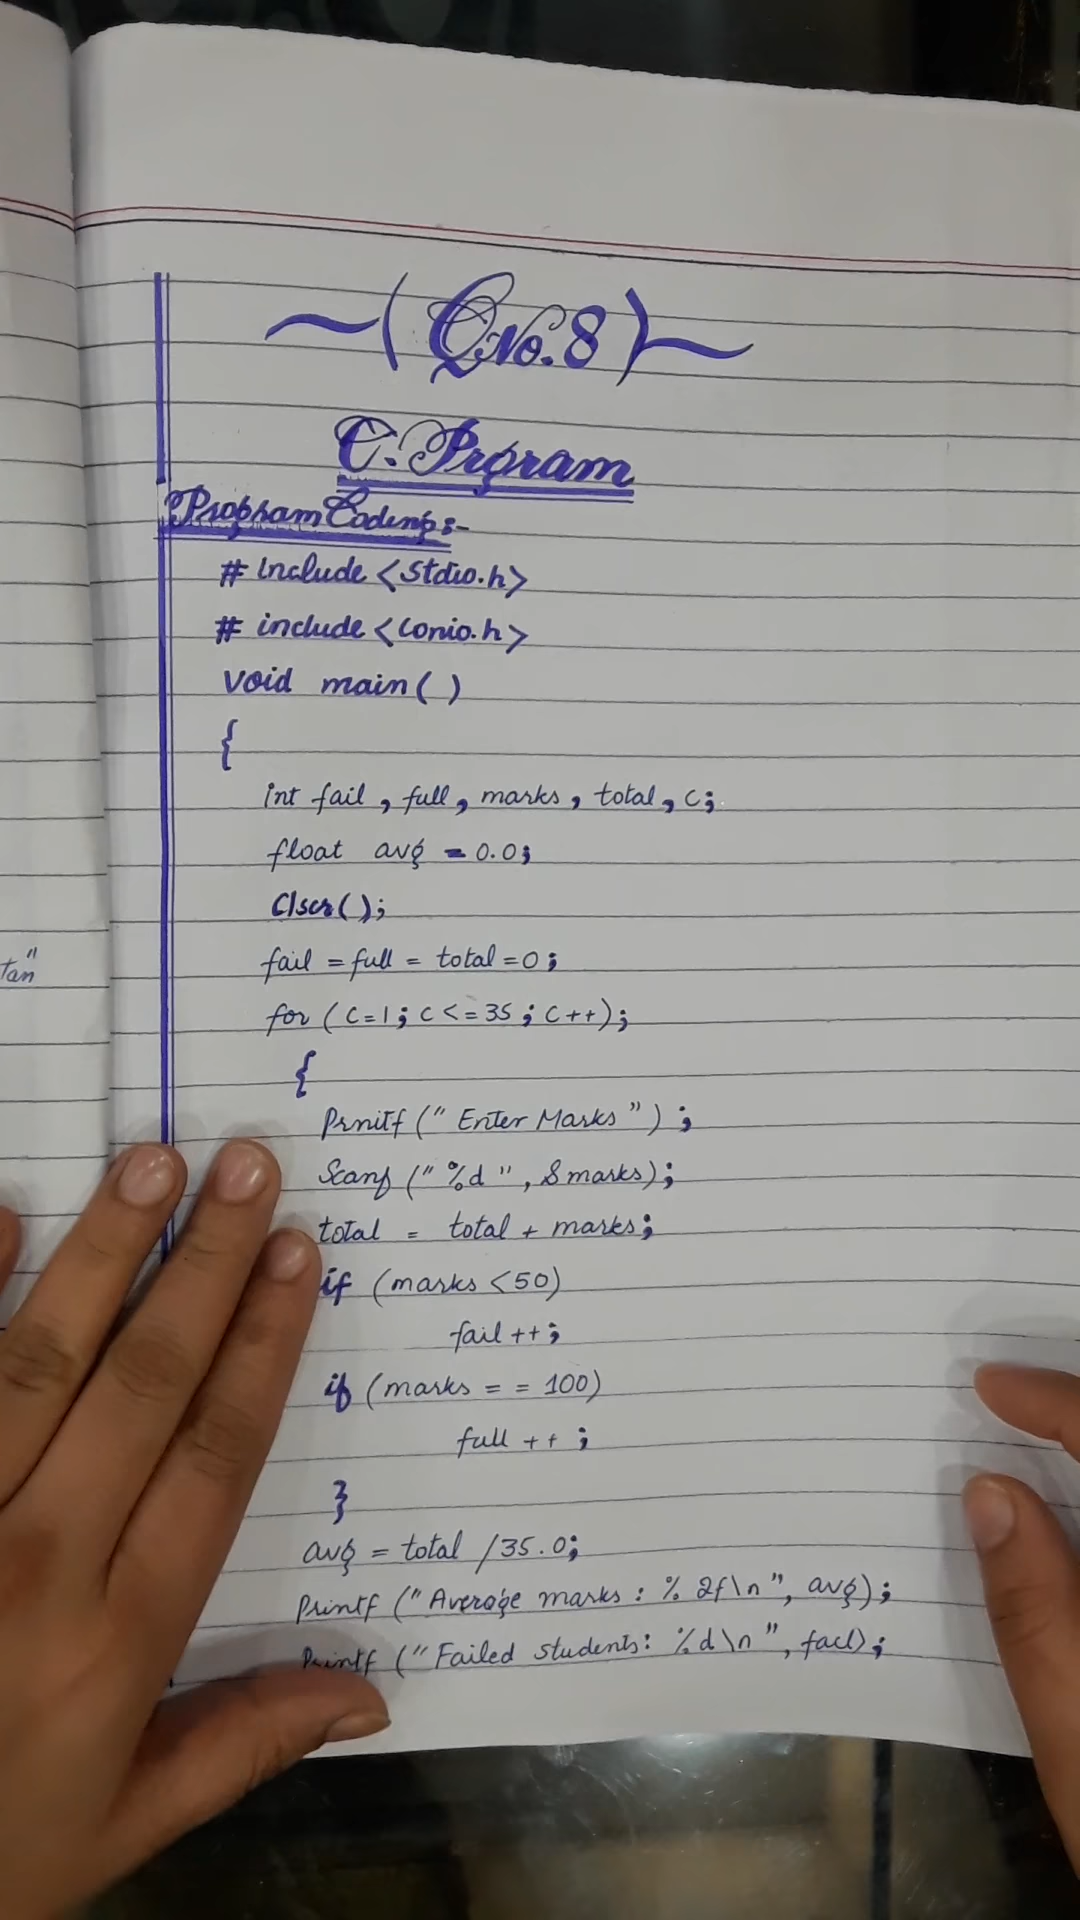 Q No. 8
C. Prgram
Program Coding:-
# include <stdio.h>
# include <conio.h>
void main( )
{
int fail, full, marks, total, c;
float avg = 0.0;
Clscr( );
tan"
fail = full = total = 0;
for (c=1; c <= 35; c++);
{
Prnitf (" Enter Marks ");
Scanf (" %d ", &marks);
total = total + marks;
if (marks <50)
fail ++;
if (marks = = 100)
full ++ ;
}
avg = total /35.0;
Printf ("Average marks : % 2f\n", avg);
Printf ("Failed students: %d\n ", fail);